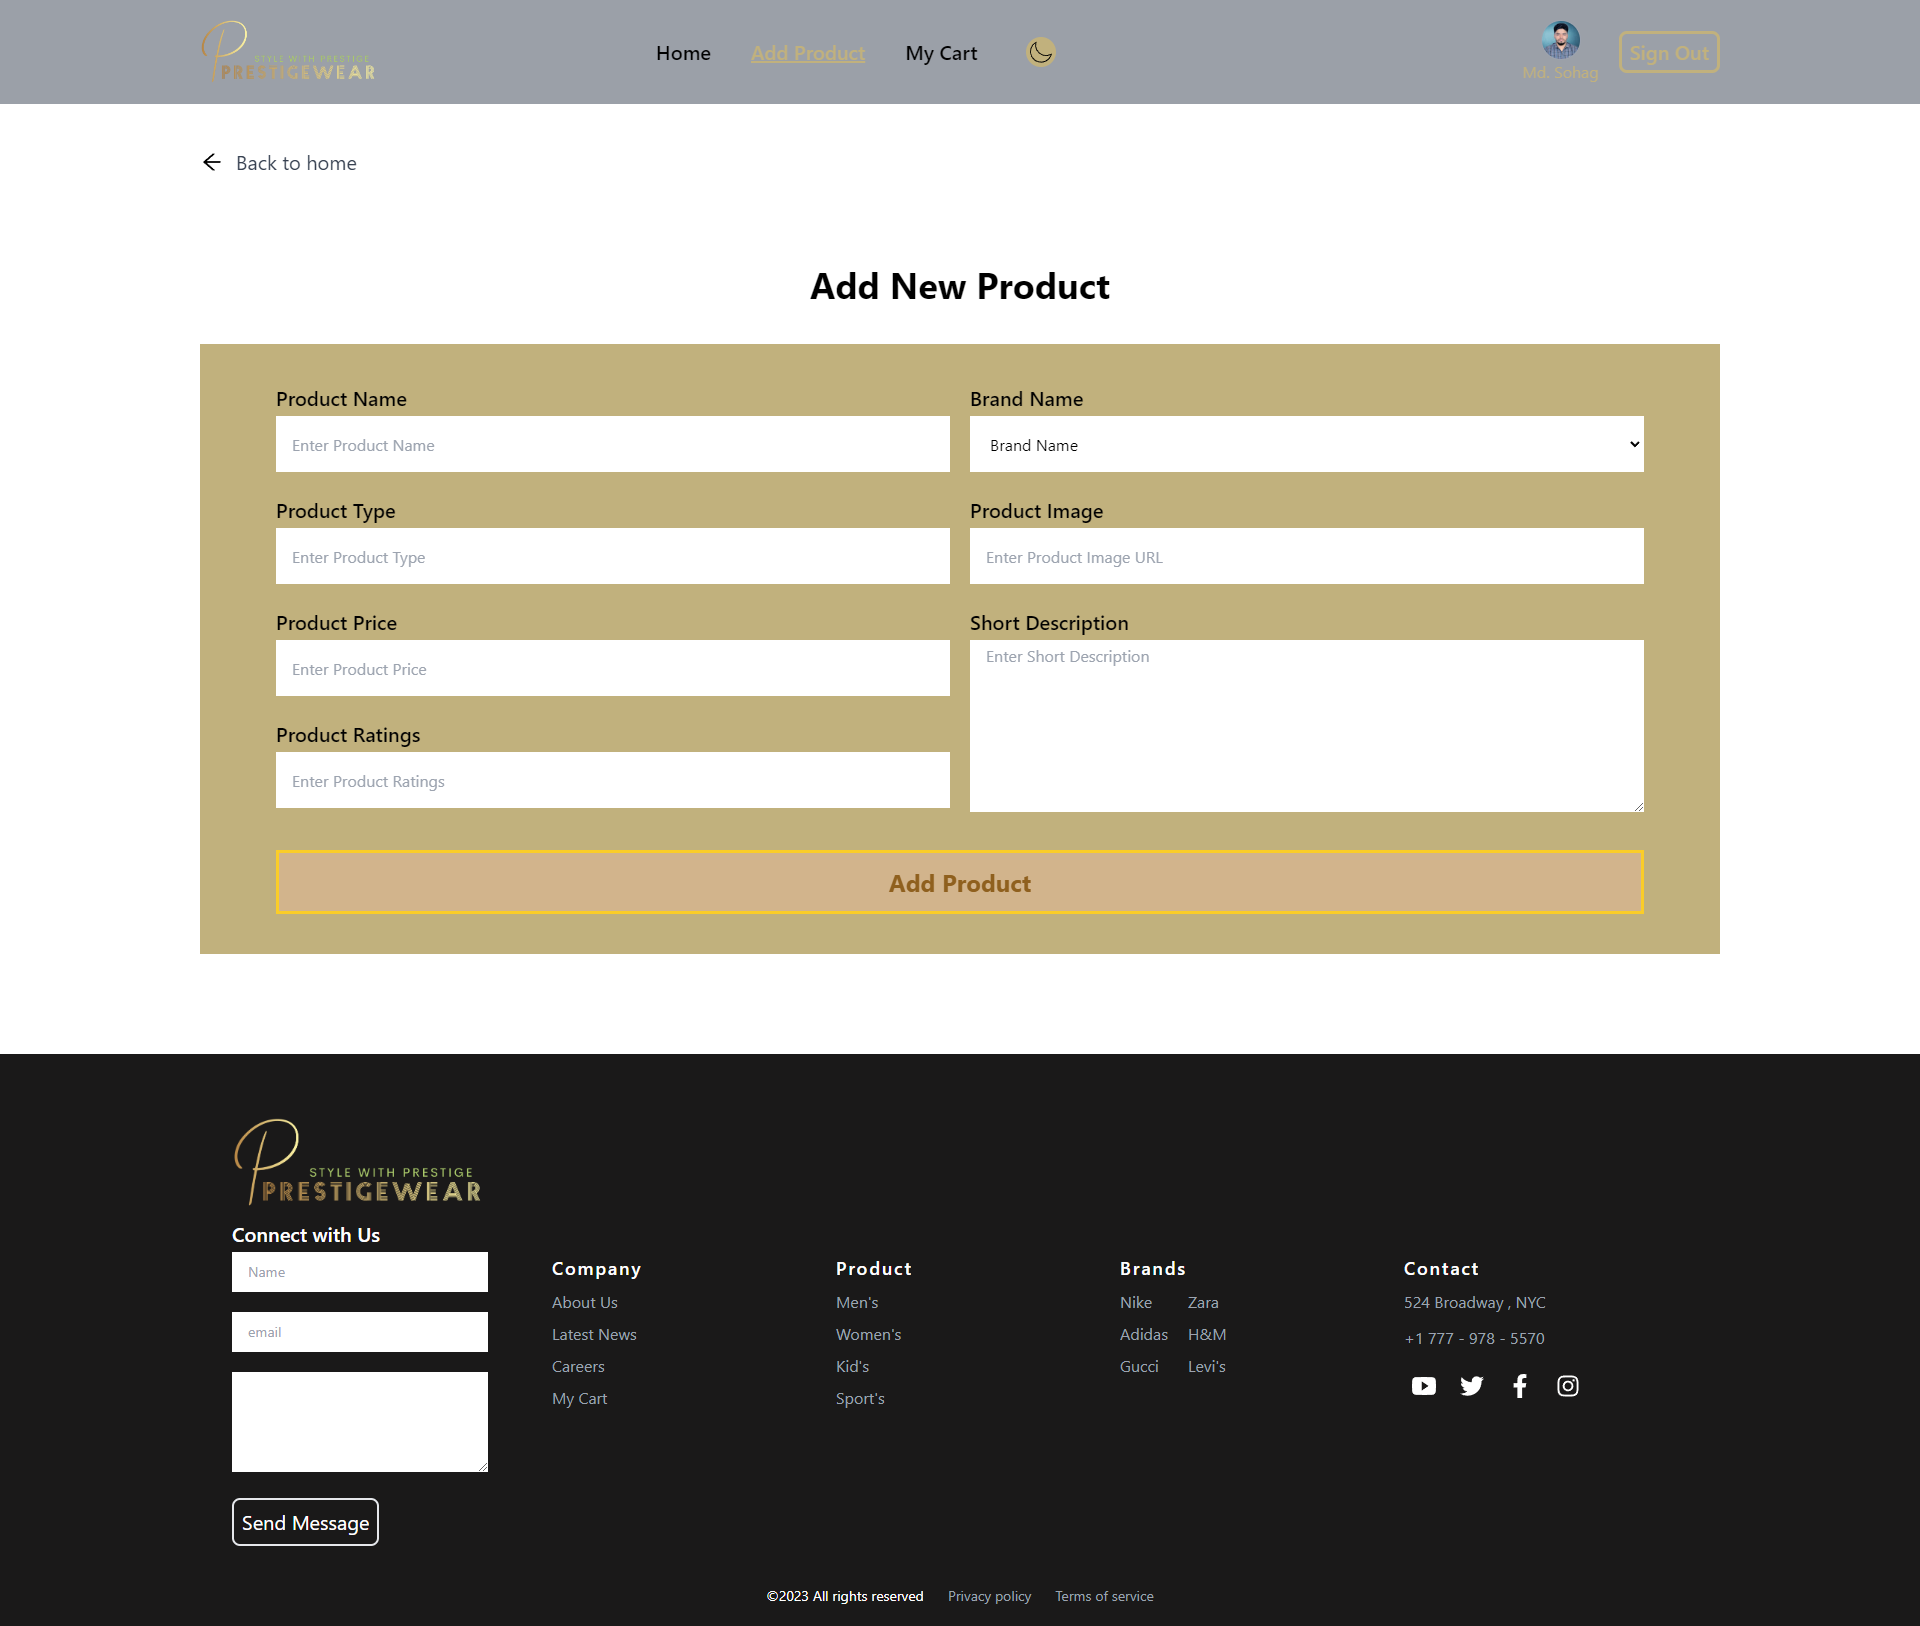 STYLE WITH PRESTIGE
PRESTIGEWEAR
Home
Add Product
My Cart
Md. Sohag
Sign Out
Back to home
Add New Product
Product Name
Enter Product Name
Brand Name
Brand Name
Product Type
Enter Product Type
Product Image
Enter Product Image URL
Product Price
Enter Product Price
Short Description
Enter Short Description
Product Ratings
Enter Product Ratings
Add Product
STYLE WITH PRESTIGE
PRESTIGEWEAR
Connect with Us
Name
email
Send Message
Company
About Us
Latest News
Careers
My Cart
Product
Men's
Women's
Kid's
Sport's
Brands
Nike Zara
Adidas H&M
Gucci Levi's
Contact
524 Broadway , NYC
+1 777 - 978 - 5570
©2023 All rights reserved Privacy policy Terms of service